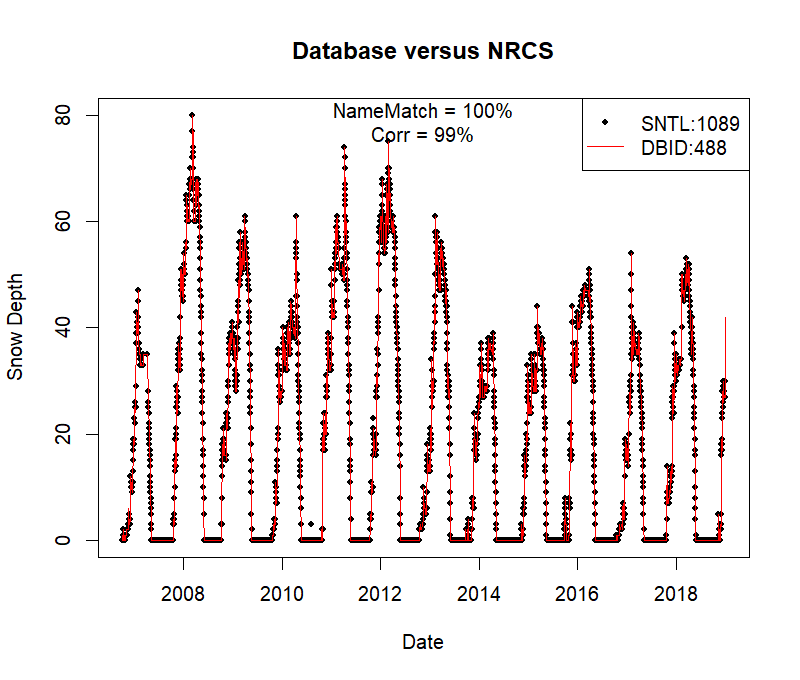 Database versus NRCS
NameMatch = 100%
Corr = 99%
SNTL:1089
DBID:488
Snow Depth
80
60
40
20
0
2008 2010 2012 2014 2016 2018
Date